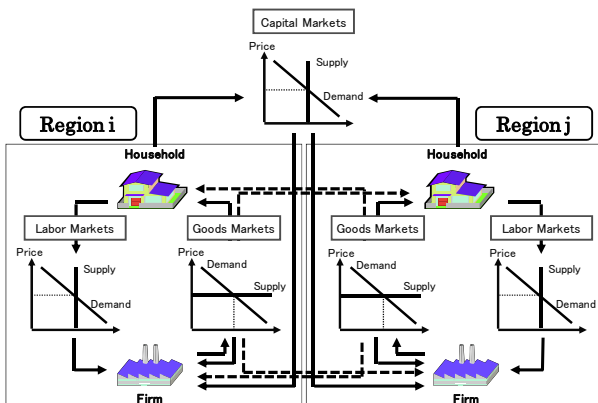 Capital Markets
Price
Supply
Demand
Region i
Region j
Household
Household
Labor Markets
Goods Markets
Goods Markets
Labor Markets
Price
Supply
Demand
Price
Demand
Supply
Price
Demand
Supply
Price
Supply
Demand
Firm
Firm